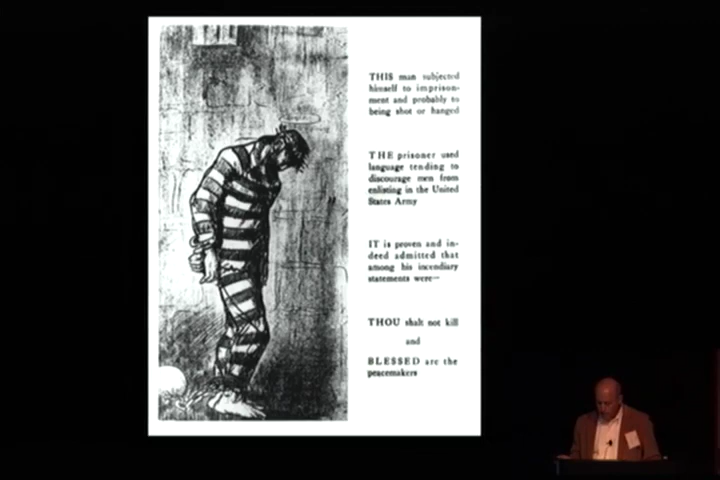 THIS man subjected
himself to imprison-
ment and probably to
being shot or hanged
THE prisoner used
language tending to
discourage men from
enlisting in the United
States Army
IT is proven and in-
deed admitted that
among his incendiary
statements were—
THOU shalt not kill
and
BLESSED are the
peacemakers